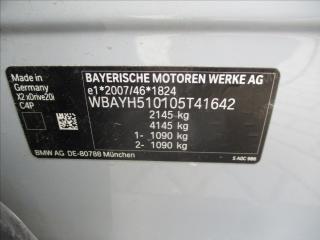 Made in
Germany
X2 xDrive20i
C4P
BAYERISCHE MOTOREN WERKE AG
e1*2007/46*1824
WBAYH510105T41642
2145 kg
4145 kg
1- 1090 kg
2- 1090 kg
BMW AG DE-80788 München